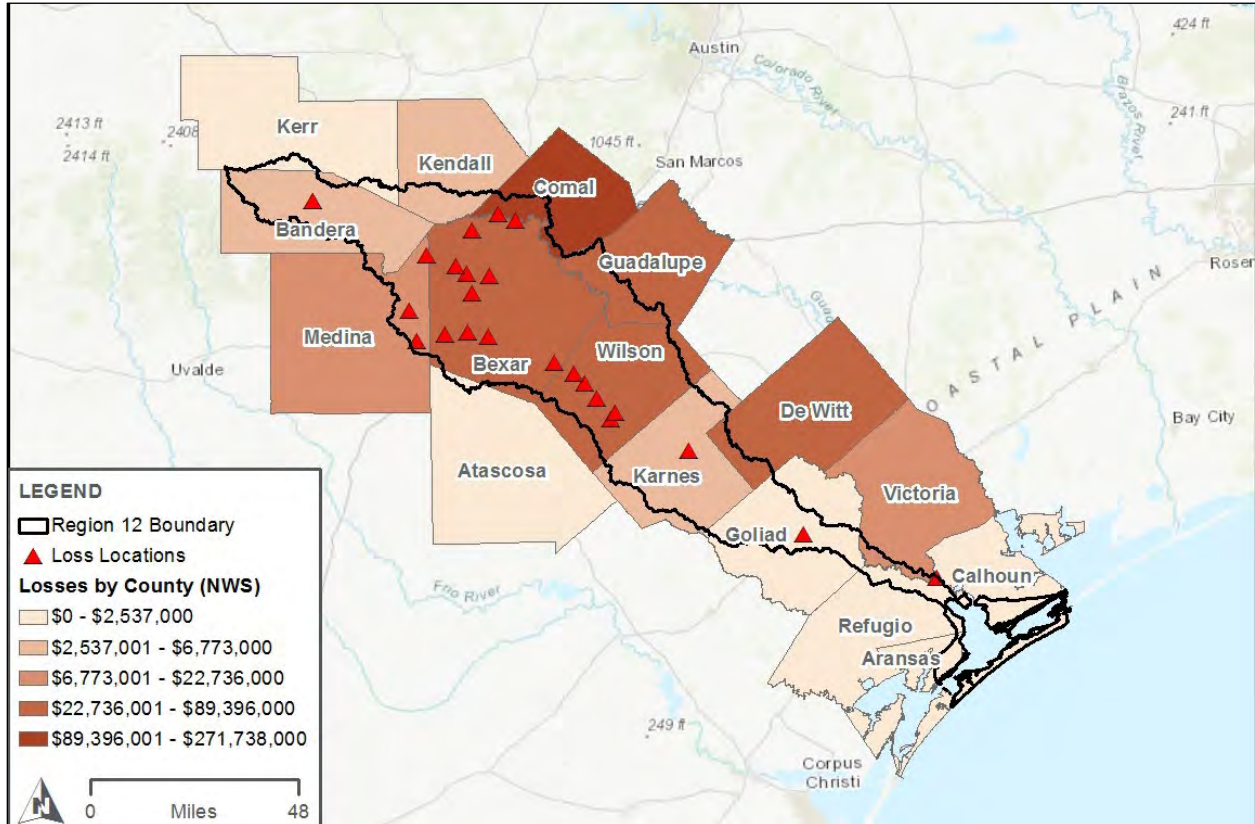 424 ft
Austin
Colorado River
Brazos River
2413 ft
2408
2414 ft
Kerr
1045 ft
241 ft
San Marcos
Kendall
Comal
Bandera
Guadalupe
Rosen
Medina
Guad
COASTAL PLAIN
Uvalde
Bexar
Wilson
De Witt
Bay City
Atascosa
Karnes
Victoria
Goliad
Calhoun
Frio River
Refugio
Aransas
249 ft
Corpus
Christi
LEGEND
Region 12 Boundary
Loss Locations
Losses by County (NWS)
$0 - $2,537,000
$2,537,001 - $6,773,000
$6,773,001 - $22,736,000
$22,736,001 - $89,396,000
$89,396,001 - $271,738,000
N
0 Miles 48